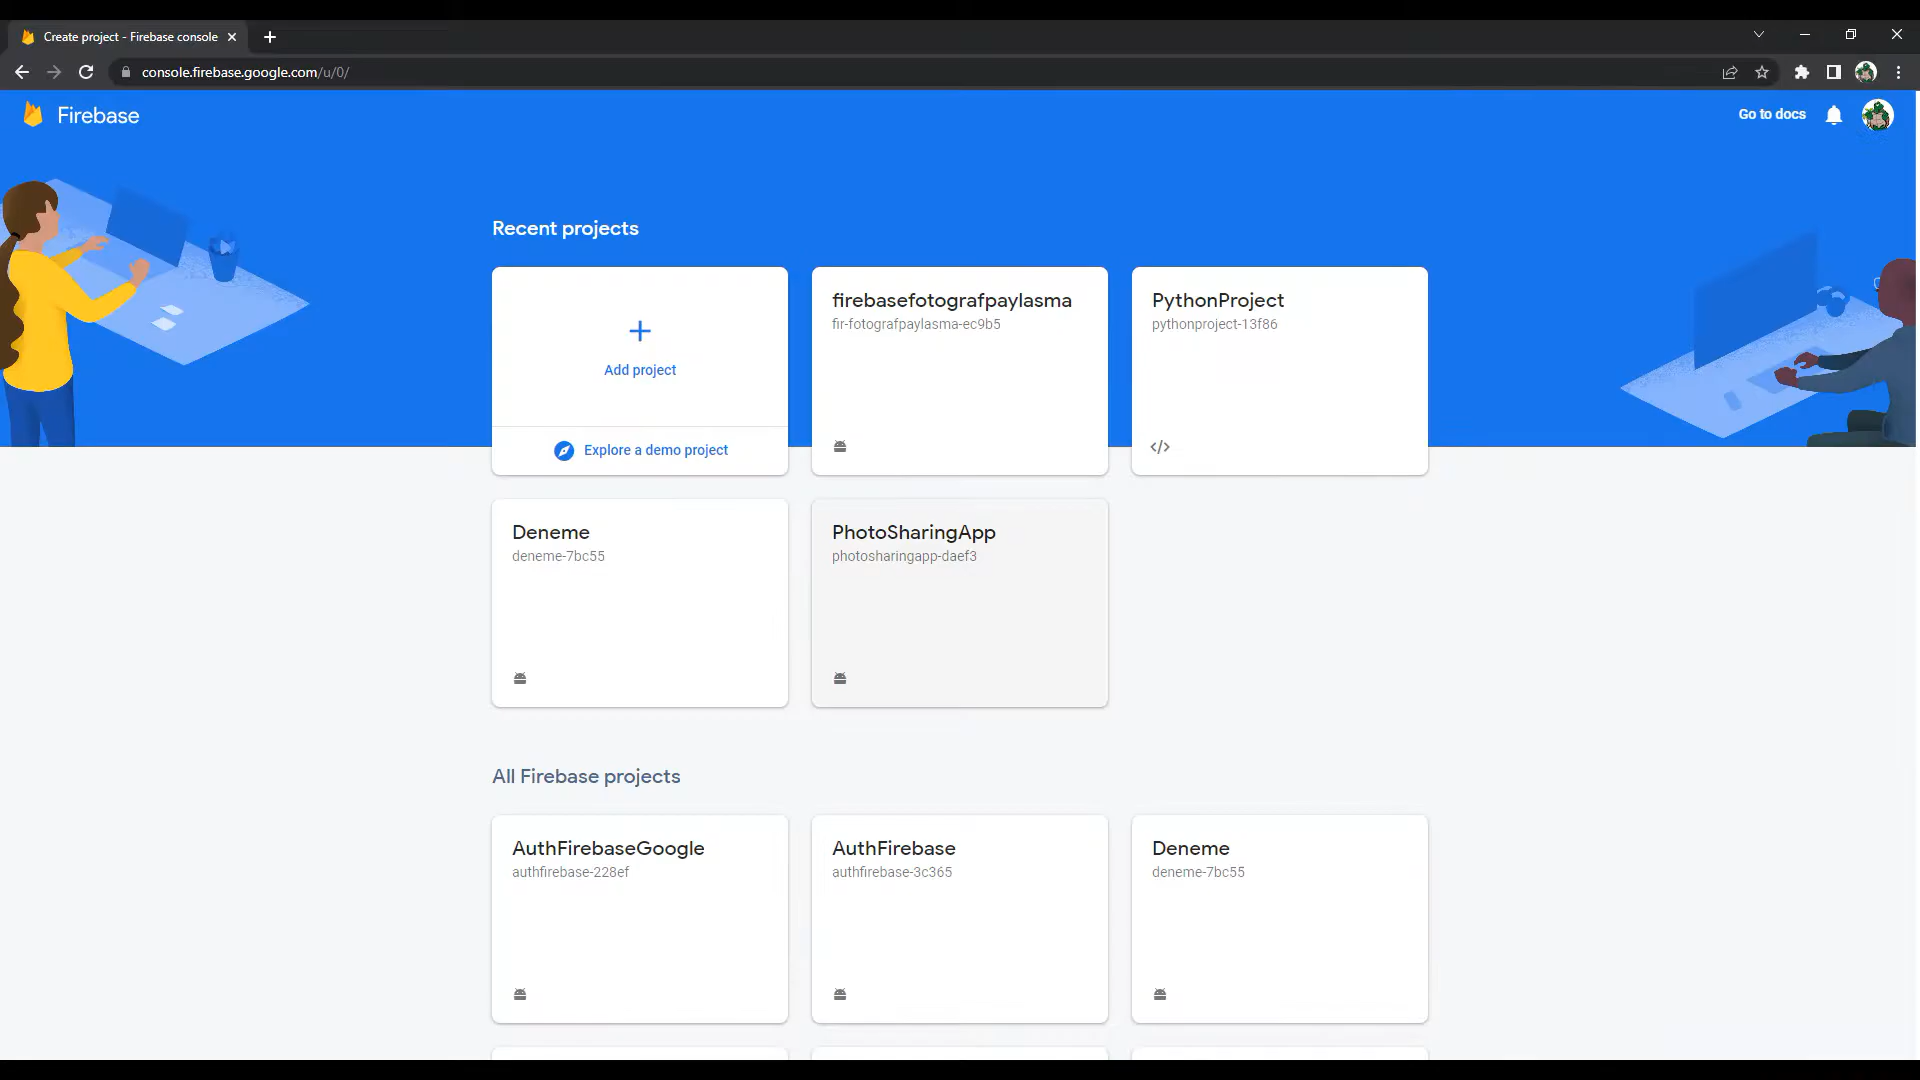 Create project - Firebase console
console.firebase.google.com/u/0/
Firebase
Go to docs
Recent projects
Add project
Explore a demo project
firebasefotografpaylasma
fir-fotografpaylasma-ec9b5
PythonProject
pythonproject-13f86
</>
Deneme
deneme-7bc55
PhotoSharingApp
photosharingapp-daef3
All Firebase projects
AuthFirebaseGoogle
authfirebase-228ef
AuthFirebase
authfirebase-3c365
Deneme
deneme-7bc55